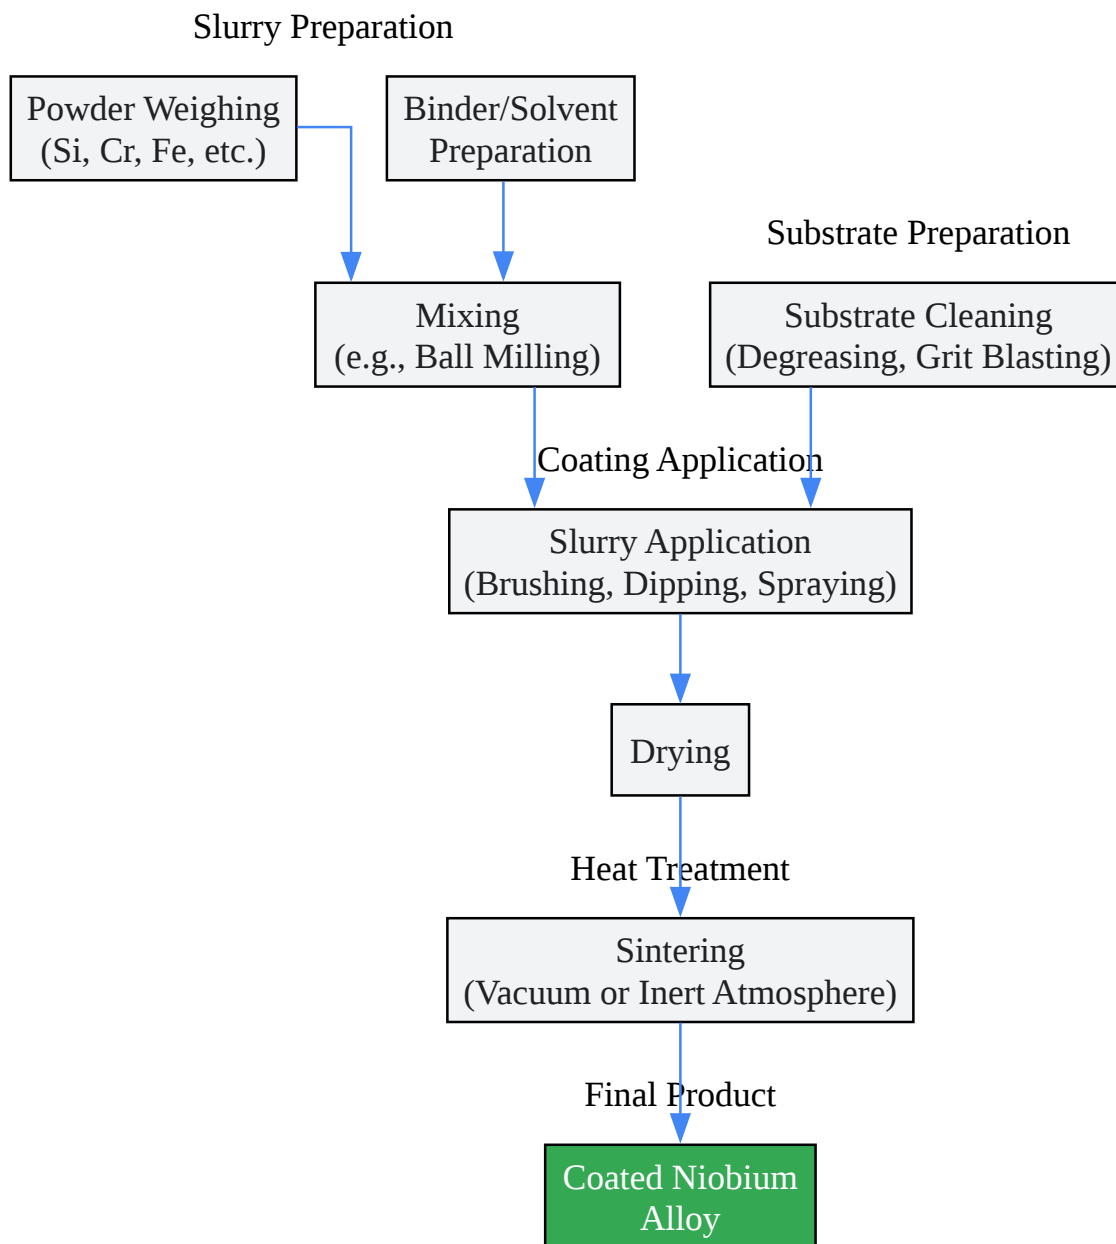 Slurry Preparation
Powder Weighing
(Si, Cr, Fe, etc.)
Binder/Solvent
Preparation
Substrate Preparation
Mixing
(e.g., Ball Milling)
Substrate Cleaning
(Degreasing, Grit Blasting)
Coating Application
Slurry Application
(Brushing, Dipping, Spraying)
Drying
Heat Treatment
Sintering
(Vacuum or Inert Atmosphere)
Final Product
Coated Niobium
Alloy